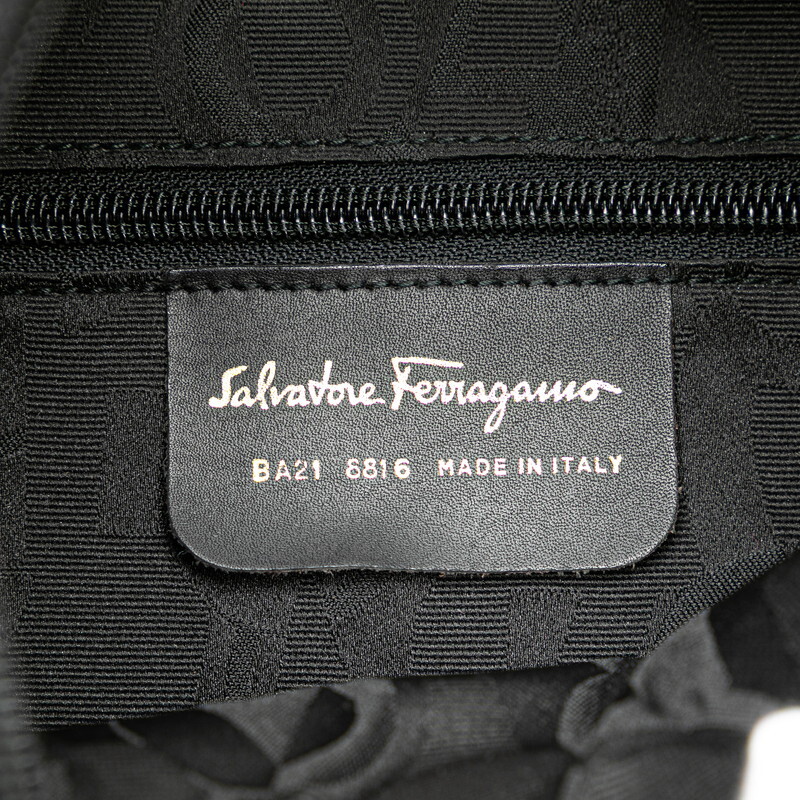 Salvatore Ferragamo
BA21 6816 MADE IN ITALY